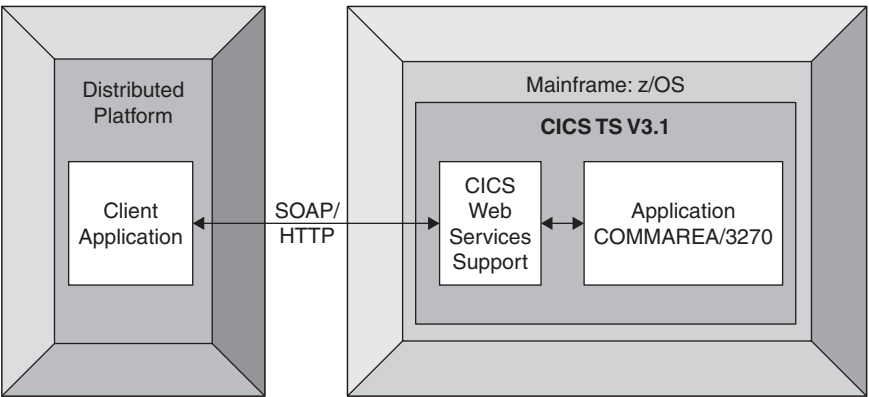 Distributed
Platform
Client
Application
SOAP/
HTTP
Mainframe: z/OS
CICS TS V3.1
CICS
Web
Services
Support
Application
COMMAREA/3270